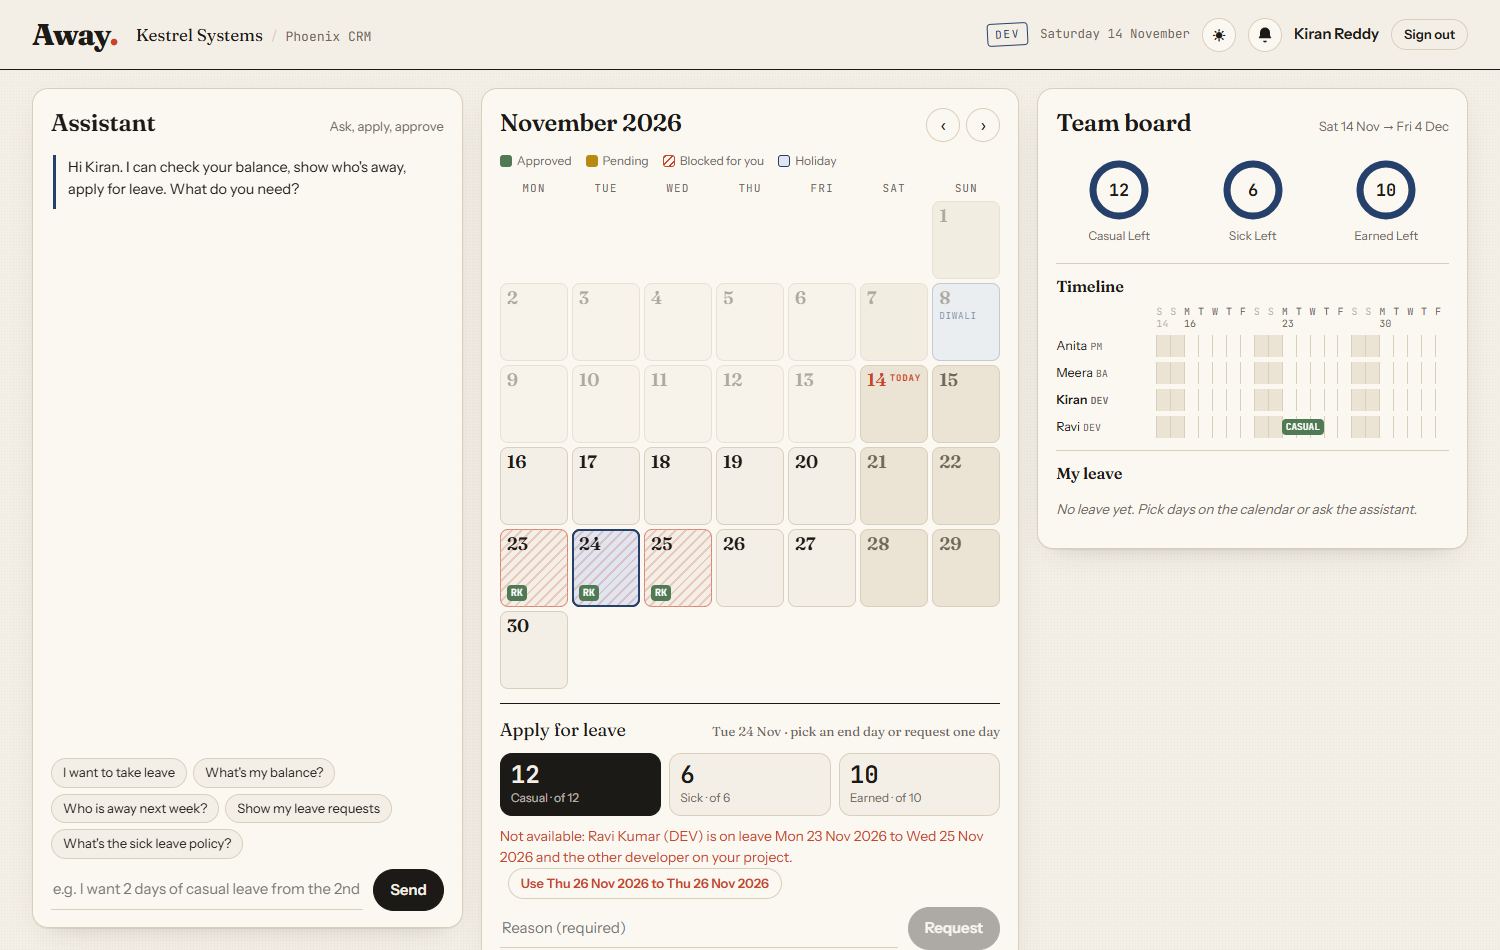 Away. Kestrel Systems / Phoenix CRM
DEV Saturday 14 November Kiran Reddy Sign out
Assistant
Ask, apply, approve
Hi Kiran. I can check your balance, show who's away,
apply for leave. What do you need?
I want to take leave What's my balance?
Who is away next week? Show my leave requests
What's the sick leave policy?
e.g. I want 2 days of casual leave from the 2nd Send
November 2026
‹ ›
Approved Pending Blocked for you Holiday
MON TUE WED THU FRI SAT SUN
1
2 3 4 5 6 7 8
DIWALI
9 10 11 12 13 14 TODAY 15
16 17 18 19 20 21 22
23 24 25 26 27 28 29
RK RK RK
30
Apply for leave
Tue 24 Nov · pick an end day or request one day
12 6 10
Casual · of 12 Sick · of 6 Earned · of 10
Not available: Ravi Kumar (DEV) is on leave Mon 23 Nov 2026 to Wed 25 Nov
2026 and the other developer on your project.
Use Thu 26 Nov 2026 to Thu 26 Nov 2026
Reason (required) Request
Team board
Sat 14 Nov → Fri 4 Dec
12 6 10
Casual Left Sick Left Earned Left
Timeline
S S M T W T F S S M T W T F S S M T W T F
14 16 23 30
Anita PM
Meera BA
Kiran DEV
Ravi DEV CASUAL
My leave
No leave yet. Pick days on the calendar or ask the assistant.